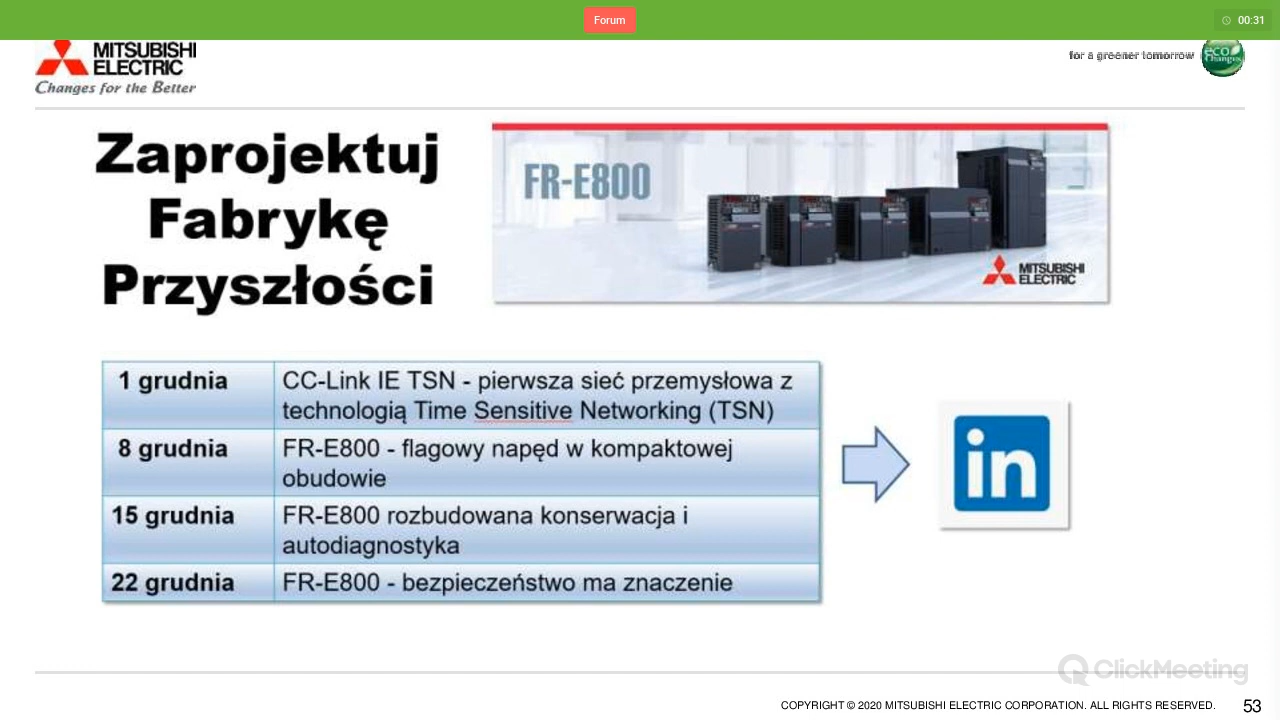 Forum
00:31
MITSUBISHI
ELECTRIC
Changes for the Better
for a greener tomorrow
eco
Changes
Zaprojektuj
Fabrykę
Przyszłości
FR-E800
MITSUBISHI
ELECTRIC
1 grudnia
CC-Link IE TSN - pierwsza sieć przemysłowa z
technologią Time Sensitive Networking (TSN)
8 grudnia
FR-E800 - flagowy napęd w kompaktowej
obudowie
15 grudnia
FR-E800 rozbudowana konserwacja i
autodiagnostyka
22 grudnia
FR-E800 - bezpieczeństwo ma znaczenie
in
ClickMeeting
COPYRIGHT © 2020 MITSUBISHI ELECTRIC CORPORATION. ALL RIGHTS RESERVED.
53